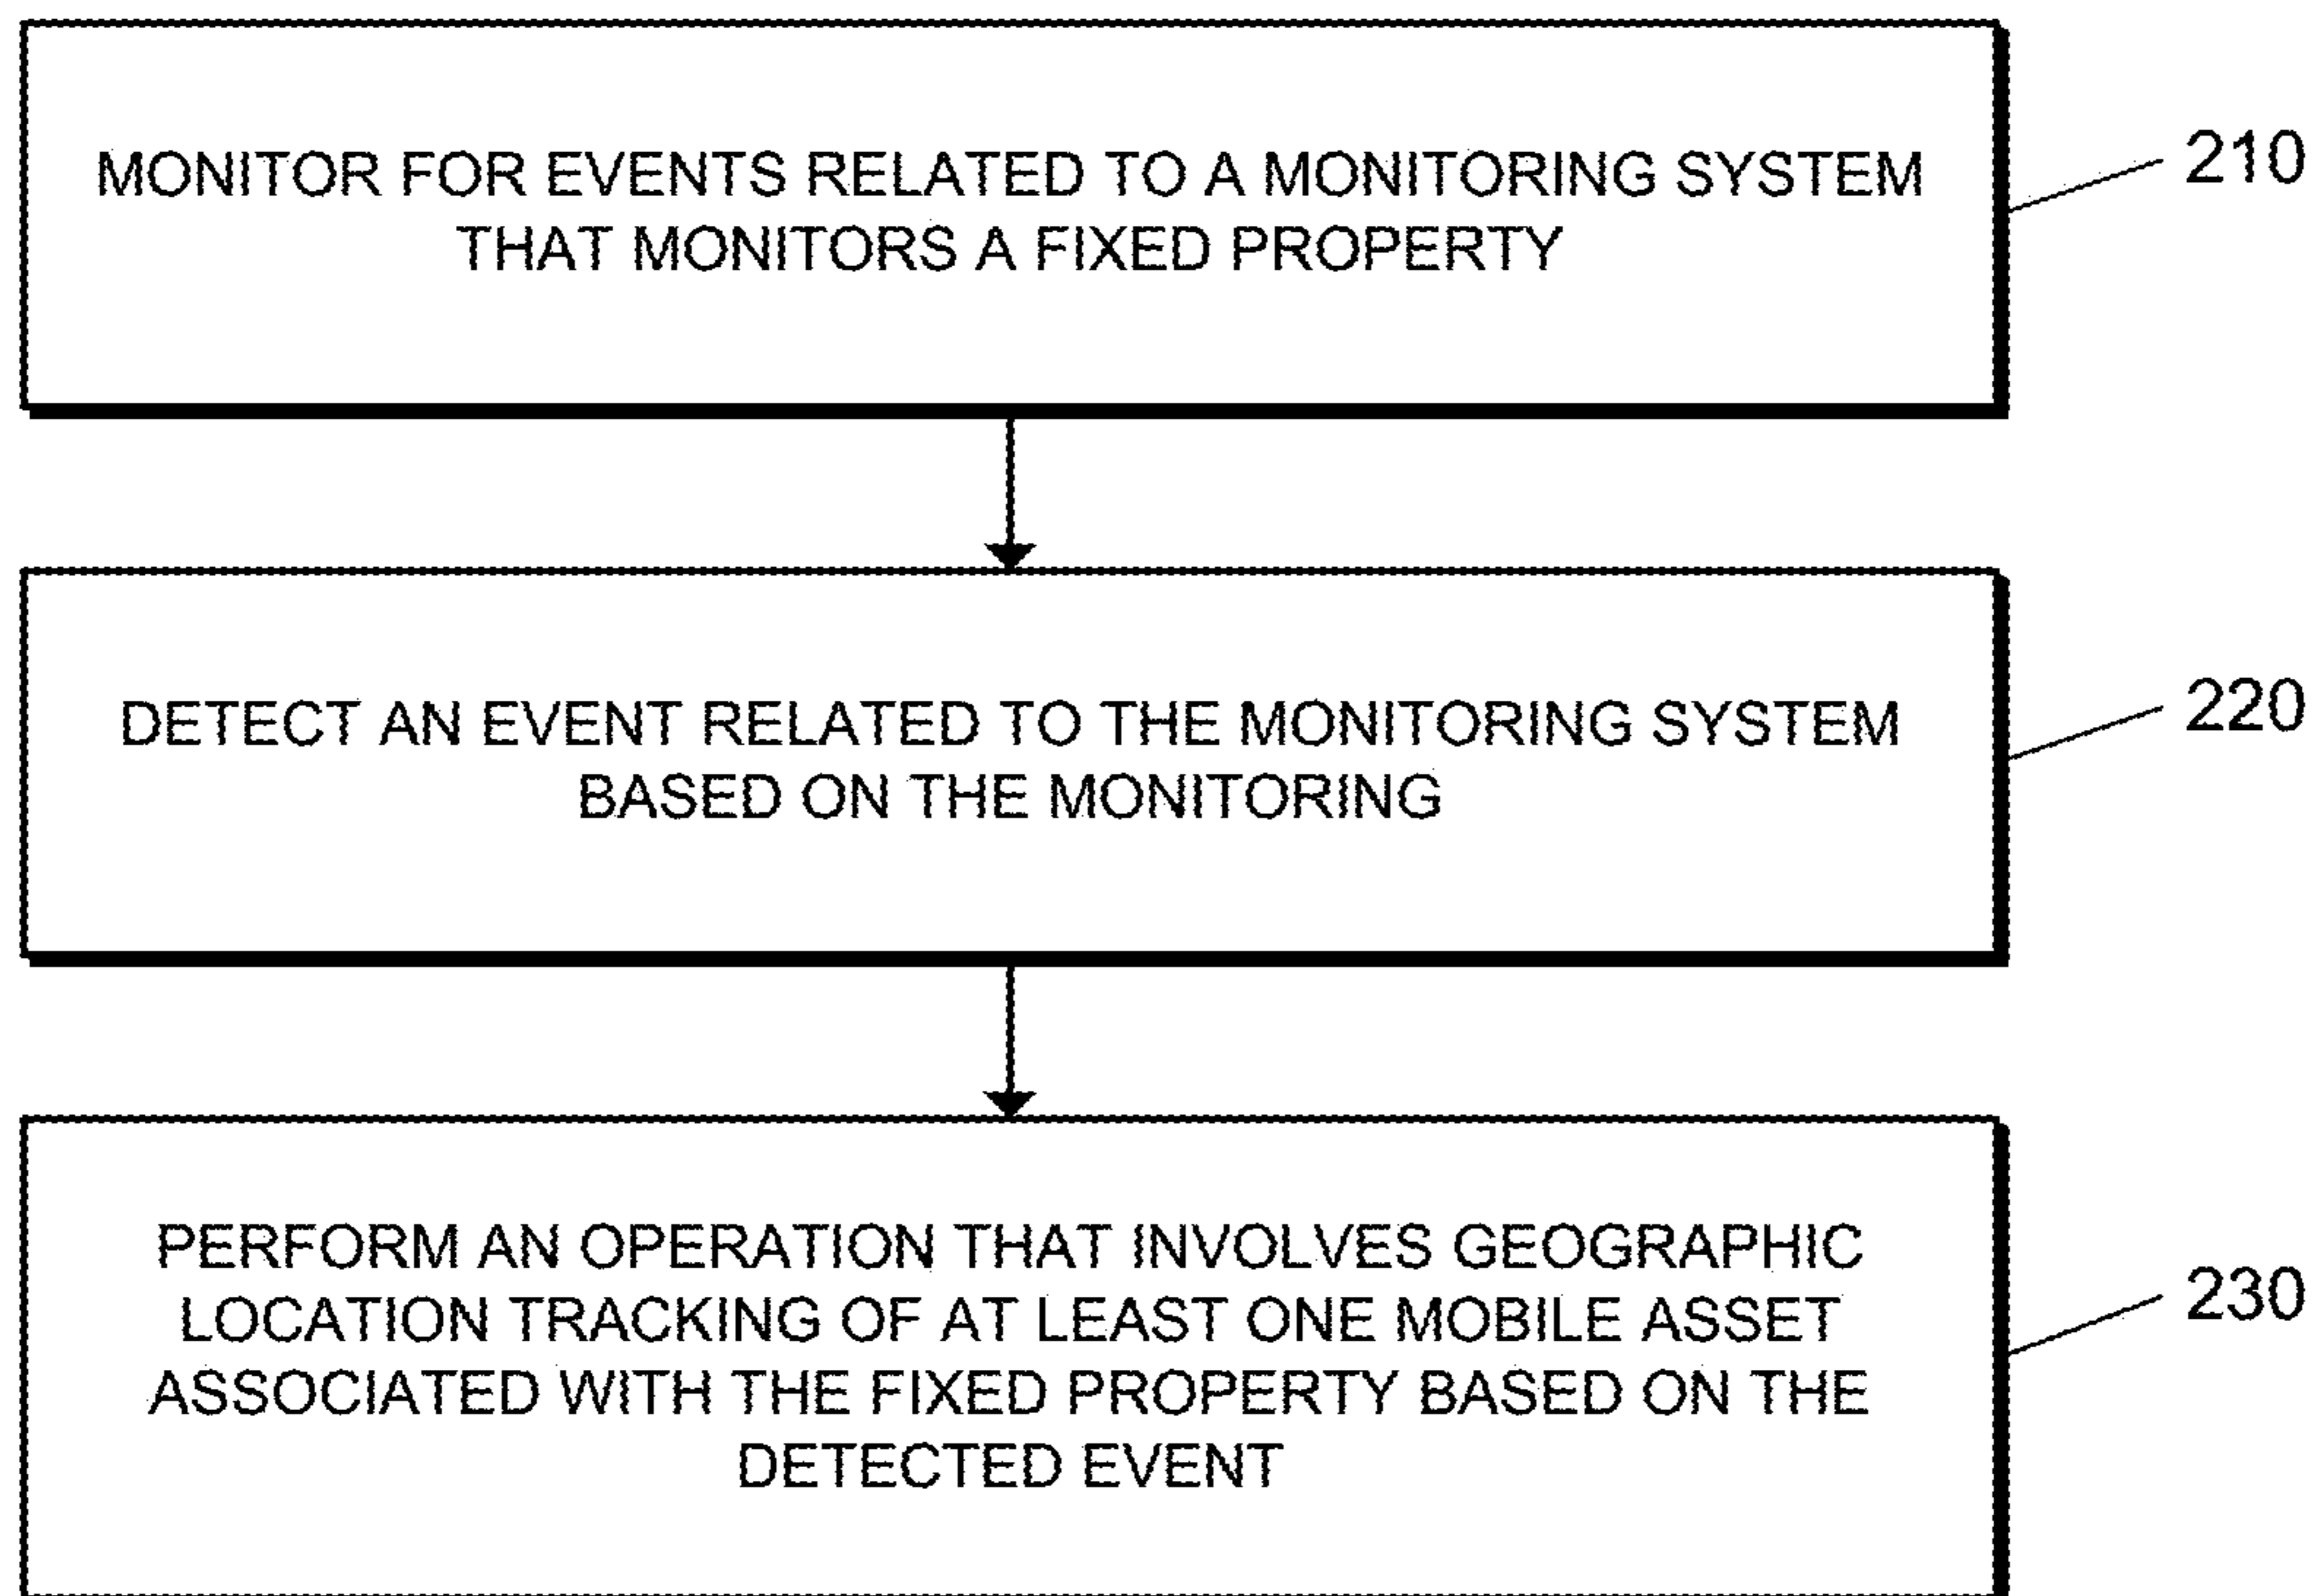 MONITOR FOR EVENTS RELATED TO A MONITORING SYSTEM
THAT MONITORS A FIXED PROPERTY
210
DETECT AN EVENT RELATED TO THE MONITORING SYSTEM
BASED ON THE MONITORING
220
PERFORM AN OPERATION THAT INVOLVES GEOGRAPHIC
LOCATION TRACKING OF AT LEAST ONE MOBILE ASSET
ASSOCIATED WITH THE FIXED PROPERTY BASED ON THE
DETECTED EVENT
230